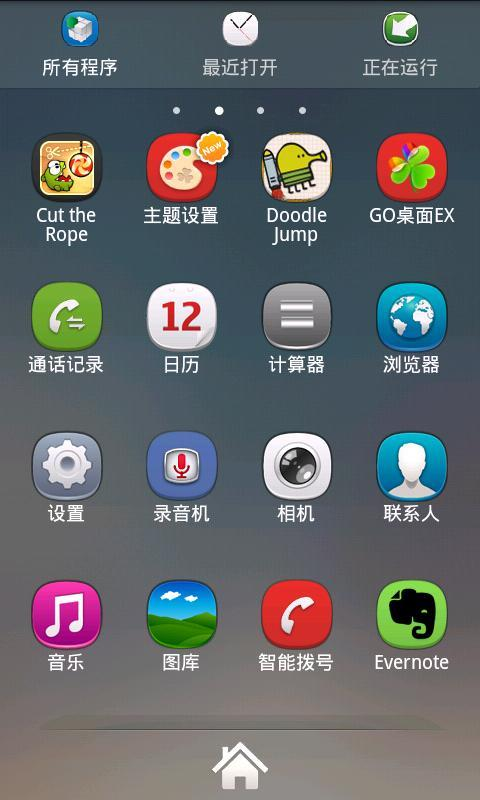 所有程序
最近打开
正在运行
New
Cut the
Rope
主题设置
Doodle
Jump
GO桌面EX
通话记录
12
日历
计算器
浏览器
设置
录音机
相机
联系人
音乐
图库
智能拨号
Evernote